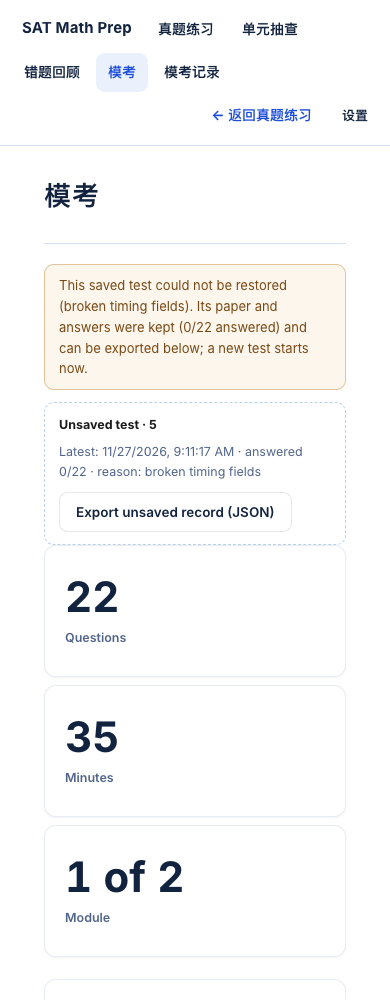 SAT Math Prep
真题练习
单元抽查
错题回顾
模考
模考记录
← 返回真题练习
设置
模考
This saved test could not be restored
(broken timing fields). Its paper and
answers were kept (0/22 answered) and
can be exported below; a new test starts
now.
Unsaved test · 5
Latest: 11/27/2026, 9:11:17 AM · answered
0/22 · reason: broken timing fields
Export unsaved record (JSON)
22
Questions
35
Minutes
1 of 2
Module